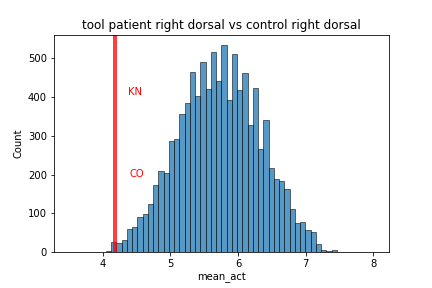 tool patient right dorsal vs control right dorsal
500
400
300
200
100
0
Count
KN
CO
4 5 6 7 8
mean_act